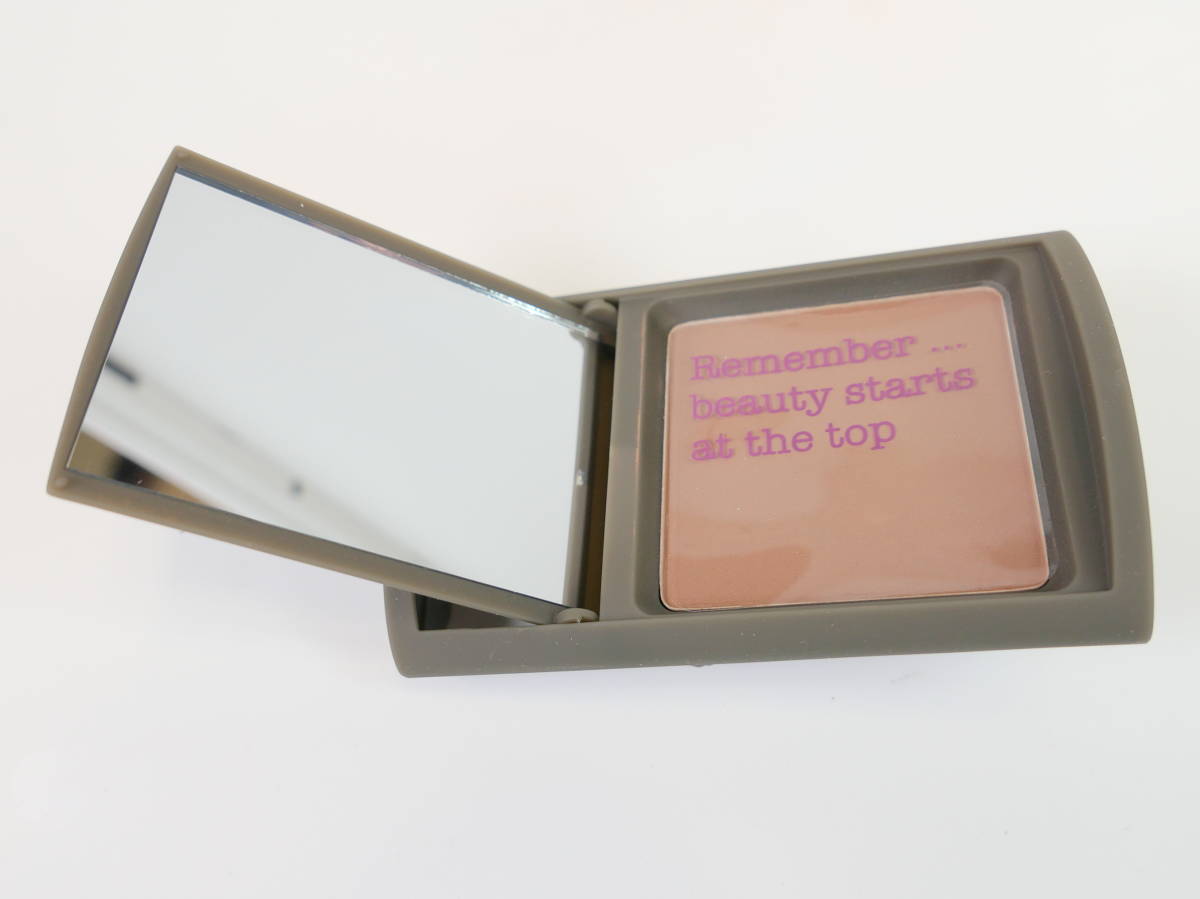 Remember ...
beauty starts
at the top